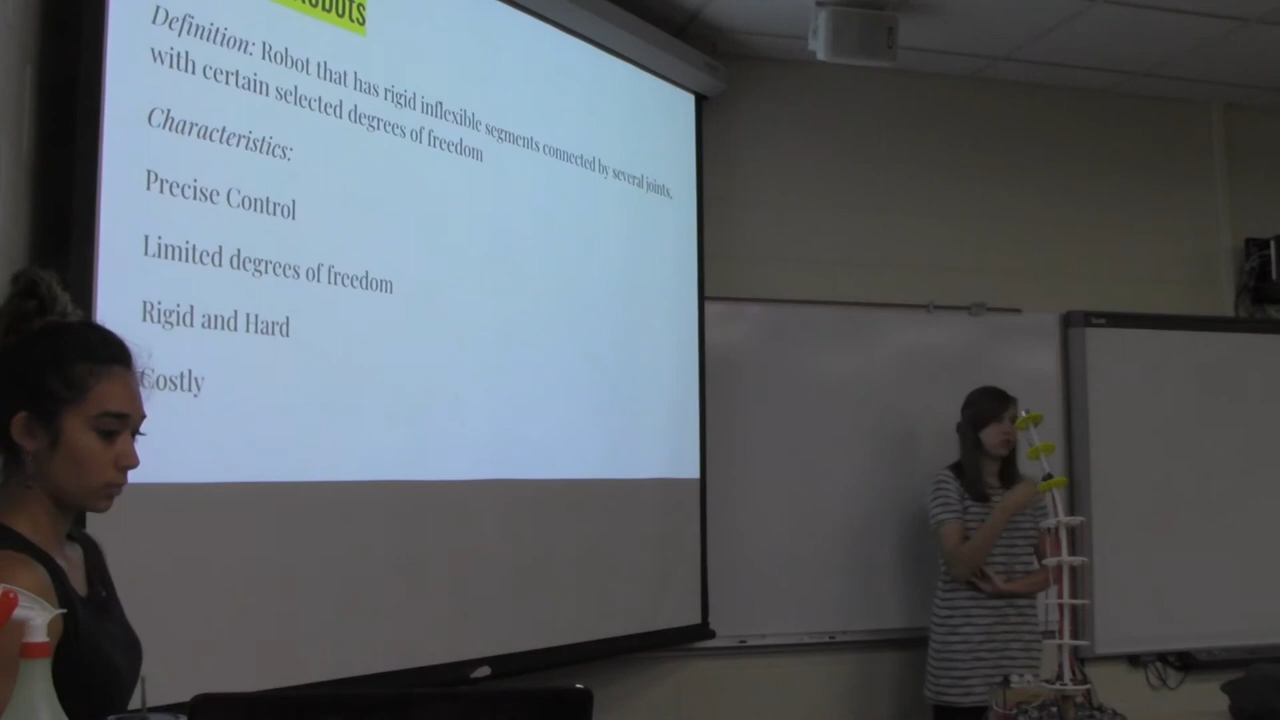 Robots
Definition: Robot that has rigid inflexible segments connected by several joints,
with certain selected degrees of freedom
Characteristics:
Precise Control
Limited degrees of freedom
Rigid and Hard
Costly